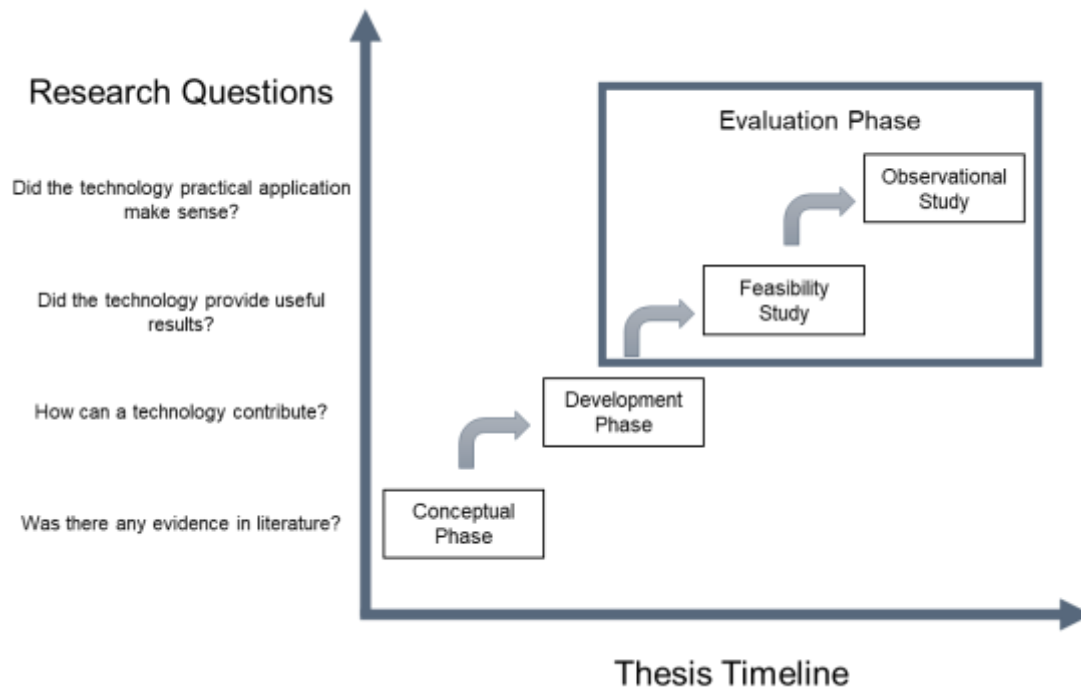 Research Questions
Evaluation Phase
Did the technology practical application
make sense?
Observational
Study
Did the technology provide useful
results?
Feasibility
Study
How can a technology contribute?
Development
Phase
Was there any evidence in literature?
Conceptual
Phase
Thesis Timeline